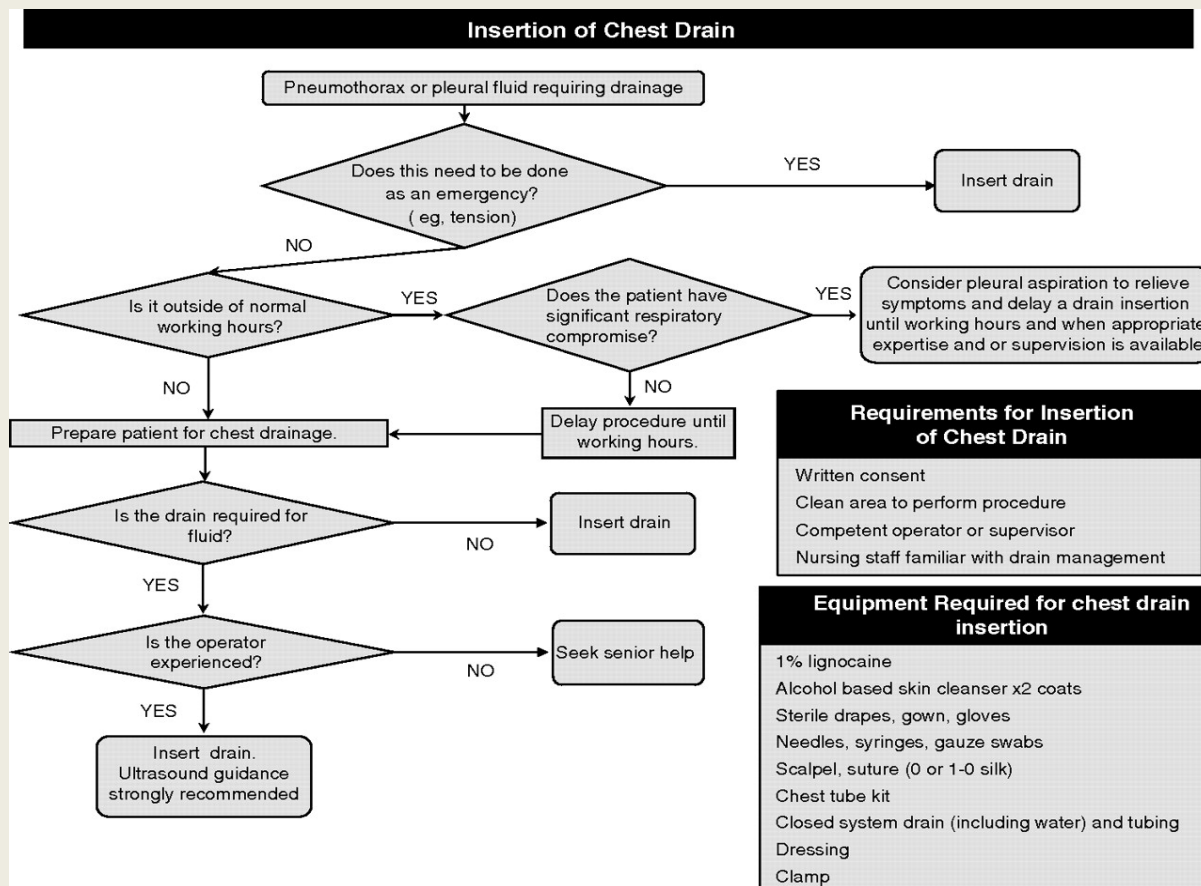 Insertion of Chest Drain
Pneumothorax or pleural fluid requiring drainage
Does this need to be done
as an emergency?
( eg, tension)
YES
Insert drain
NO
Is it outside of normal
working hours?
YES
Does the patient have
significant respiratory
compromise?
YES
Consider pleural aspiration to relieve
symptoms and delay a drain insertion
until working hours and when appropriate
expertise and or supervision is available
NO
NO
Prepare patient for chest drainage.
Delay procedure until
working hours.
Is the drain required for
fluid?
NO
Insert drain
YES
Is the operator
experienced?
NO
Seek senior help
YES
Insert drain.
Ultrasound guidance
strongly recommended
Requirements for Insertion
of Chest Drain
Written consent
Clean area to perform procedure
Competent operator or supervisor
Nursing staff familiar with drain management
Equipment Required for chest drain
insertion
1% lignocaine
Alcohol based skin cleanser x2 coats
Sterile drapes, gown, gloves
Needles, syringes, gauze swabs
Scalpel, suture (0 or 1-0 silk)
Chest tube kit
Closed system drain (including water) and tubing
Dressing
Clamp